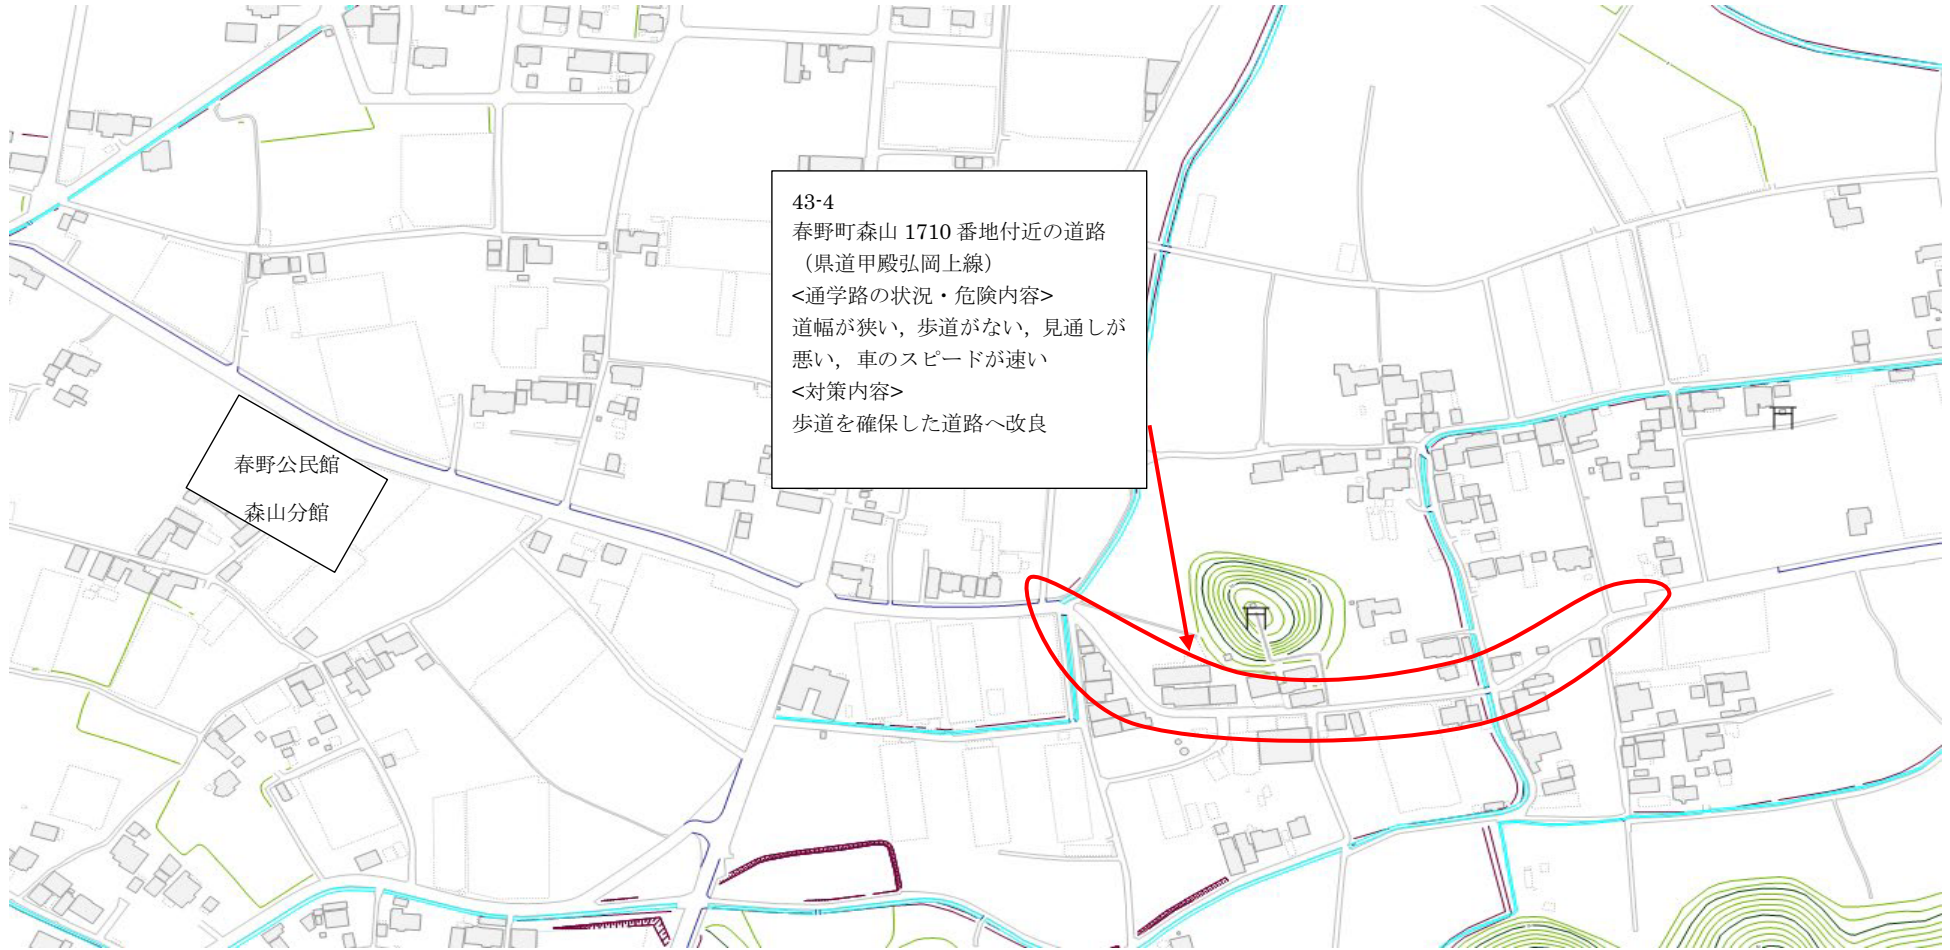 43-4
春野町森山 1710 番地付近の道路
（県道甲殿弘岡上線）
<通学路の状況・危険内容>
道幅が狭い，歩道がない，見通しが
悪い，車のスピードが速い
<対策内容>
歩道を確保した道路へ改良
春野公民館
森山分館